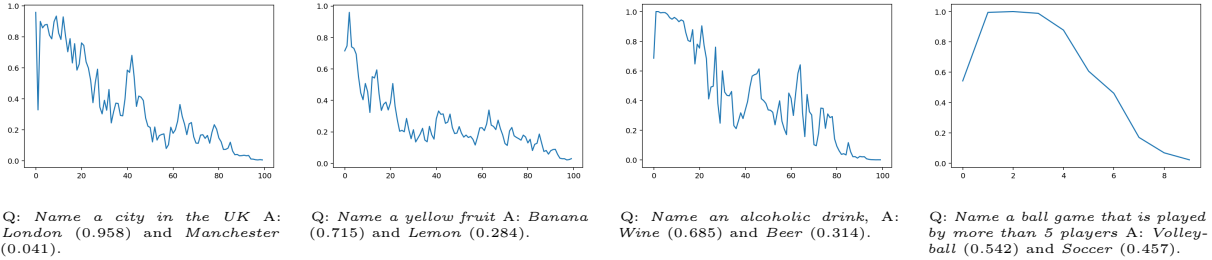 1.0
0.8
0.6
0.4
0.2
0.0
0 20 40 60 80 100
1.0
0.8
0.6
0.4
0.2
0.0
0 20 40 60 80 100
1.0
0.8
0.6
0.4
0.2
0.0
0 20 40 60 80 100
1.0
0.8
0.6
0.4
0.2
0.0
0 2 4 6 8
Q: Name a city in the UK A:
London (0.958) and Manchester
(0.041).
Q: Name a yellow fruit A: Banana
(0.715) and Lemon (0.284).
Q: Name an alcoholic drink, A:
Wine (0.685) and Beer (0.314).
Q: Name a ball game that is played
by more than 5 players A: Volley-
ball (0.542) and Soccer (0.457).